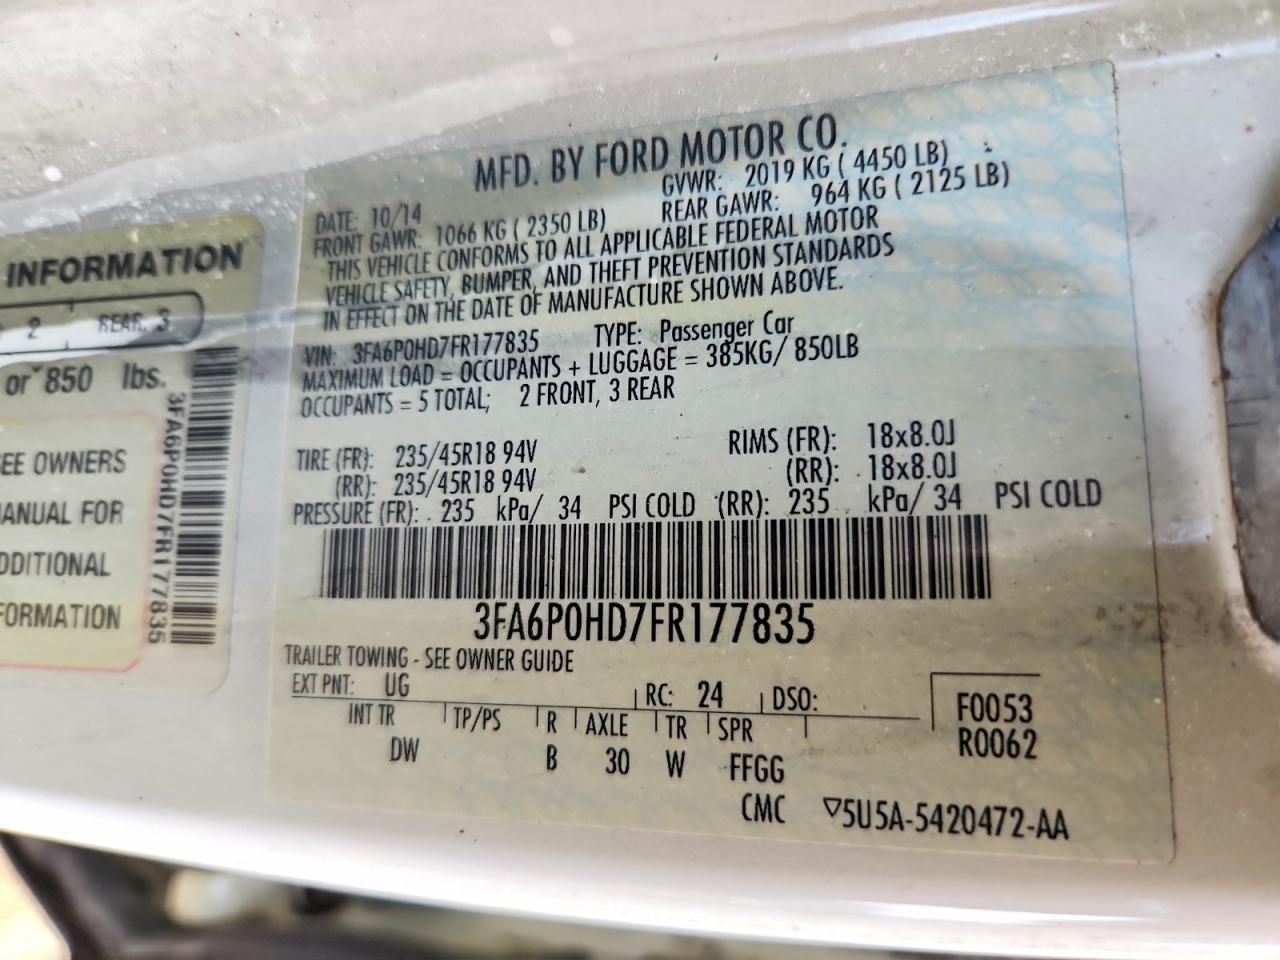 INFORMATION
2 REAR: 3
or 850 lbs.
EE OWNERS
ANUAL FOR
DDITIONAL
FORMATION
3FA6P0HD7FR177835
MFD. BY FORD MOTOR CO.
DATE: 10/14 GVWR: 2019 KG ( 4450 LB)
FRONT GAWR: 1066 KG ( 2350 LB) REAR GAWR: 964 KG ( 2125 LB)
THIS VEHICLE CONFORMS TO ALL APPLICABLE FEDERAL MOTOR
VEHICLE SAFETY, BUMPER, AND THEFT PREVENTION STANDARDS
IN EFFECT ON THE DATE OF MANUFACTURE SHOWN ABOVE.
VIN: 3FA6P0HD7FR177835 TYPE: Passenger Car
MAXIMUM LOAD = OCCUPANTS + LUGGAGE = 385KG/ 850LB
OCCUPANTS = 5 TOTAL; 2 FRONT, 3 REAR
TIRE (FR): 235/45R18 94V RIMS (FR): 18x8.0J
(RR): 235/45R18 94V (RR): 18x8.0J
PRESSURE (FR): 235 kPa/ 34 PSI COLD (RR): 235 kPa/ 34 PSI COLD
3FA6P0HD7FR177835
TRAILER TOWING - SEE OWNER GUIDE
EXT PNT: UG RC: 24 DSO:
INT TR TP/PS R AXLE TR SPR
DW B 30 W FFGG
F0053
R0062
CMC ▽5U5A-5420472-AA